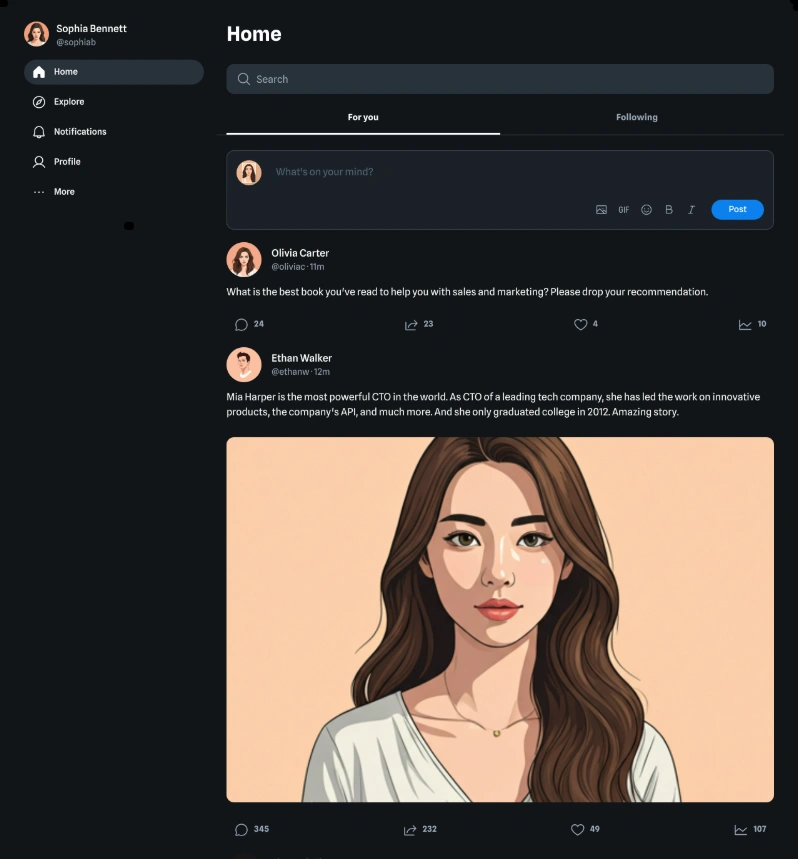 Sophia Bennett
@sophiab
Home
Explore
Notifications
Profile
More
Home
Search
For you
Following
What's on your mind?
GIF
B
I
Post
Olivia Carter
@oliviac · 11m
What is the best book you've read to help you with sales and marketing? Please drop your recommendation.
24
23
4
10
Ethan Walker
@ethanw · 12m
Mia Harper is the most powerful CTO in the world. As CTO of a leading tech company, she has led the work on innovative
products, the company's API, and much more. And she only graduated college in 2012. Amazing story.
345
232
49
107